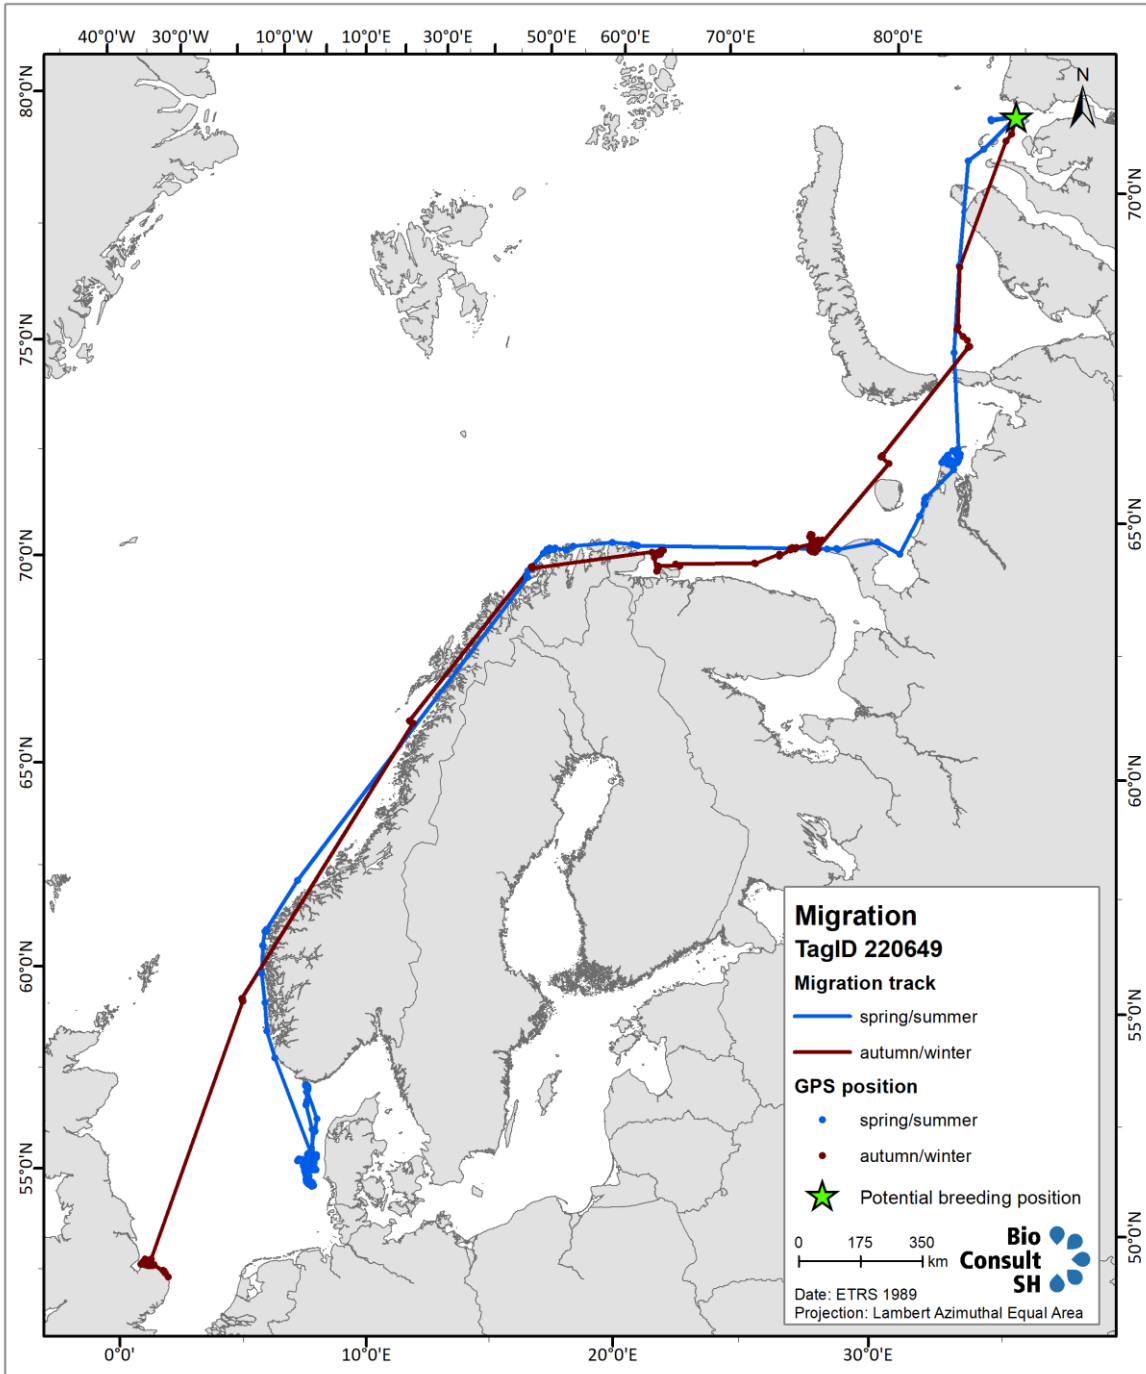 40°0'W 30°0'W 10°0'W 10°0'E 30°0'E 50°0'E 60°0'E 70°0'E 80°0'E
80°0'N
75°0'N
70°0'N
65°0'N
60°0'N
55°0'N
N
70°0'N
65°0'N
60°0'N
55°0'N
50°0'N
Migration
TagID 220649
Migration track
spring/summer
autumn/winter
GPS position
spring/summer
autumn/winter
Potential breeding position
0 175 350
km
Bio
Consult
SH
Date: ETRS 1989
Projection: Lambert Azimuthal Equal Area
0°0' 10°0'E 20°0'E 30°0'E